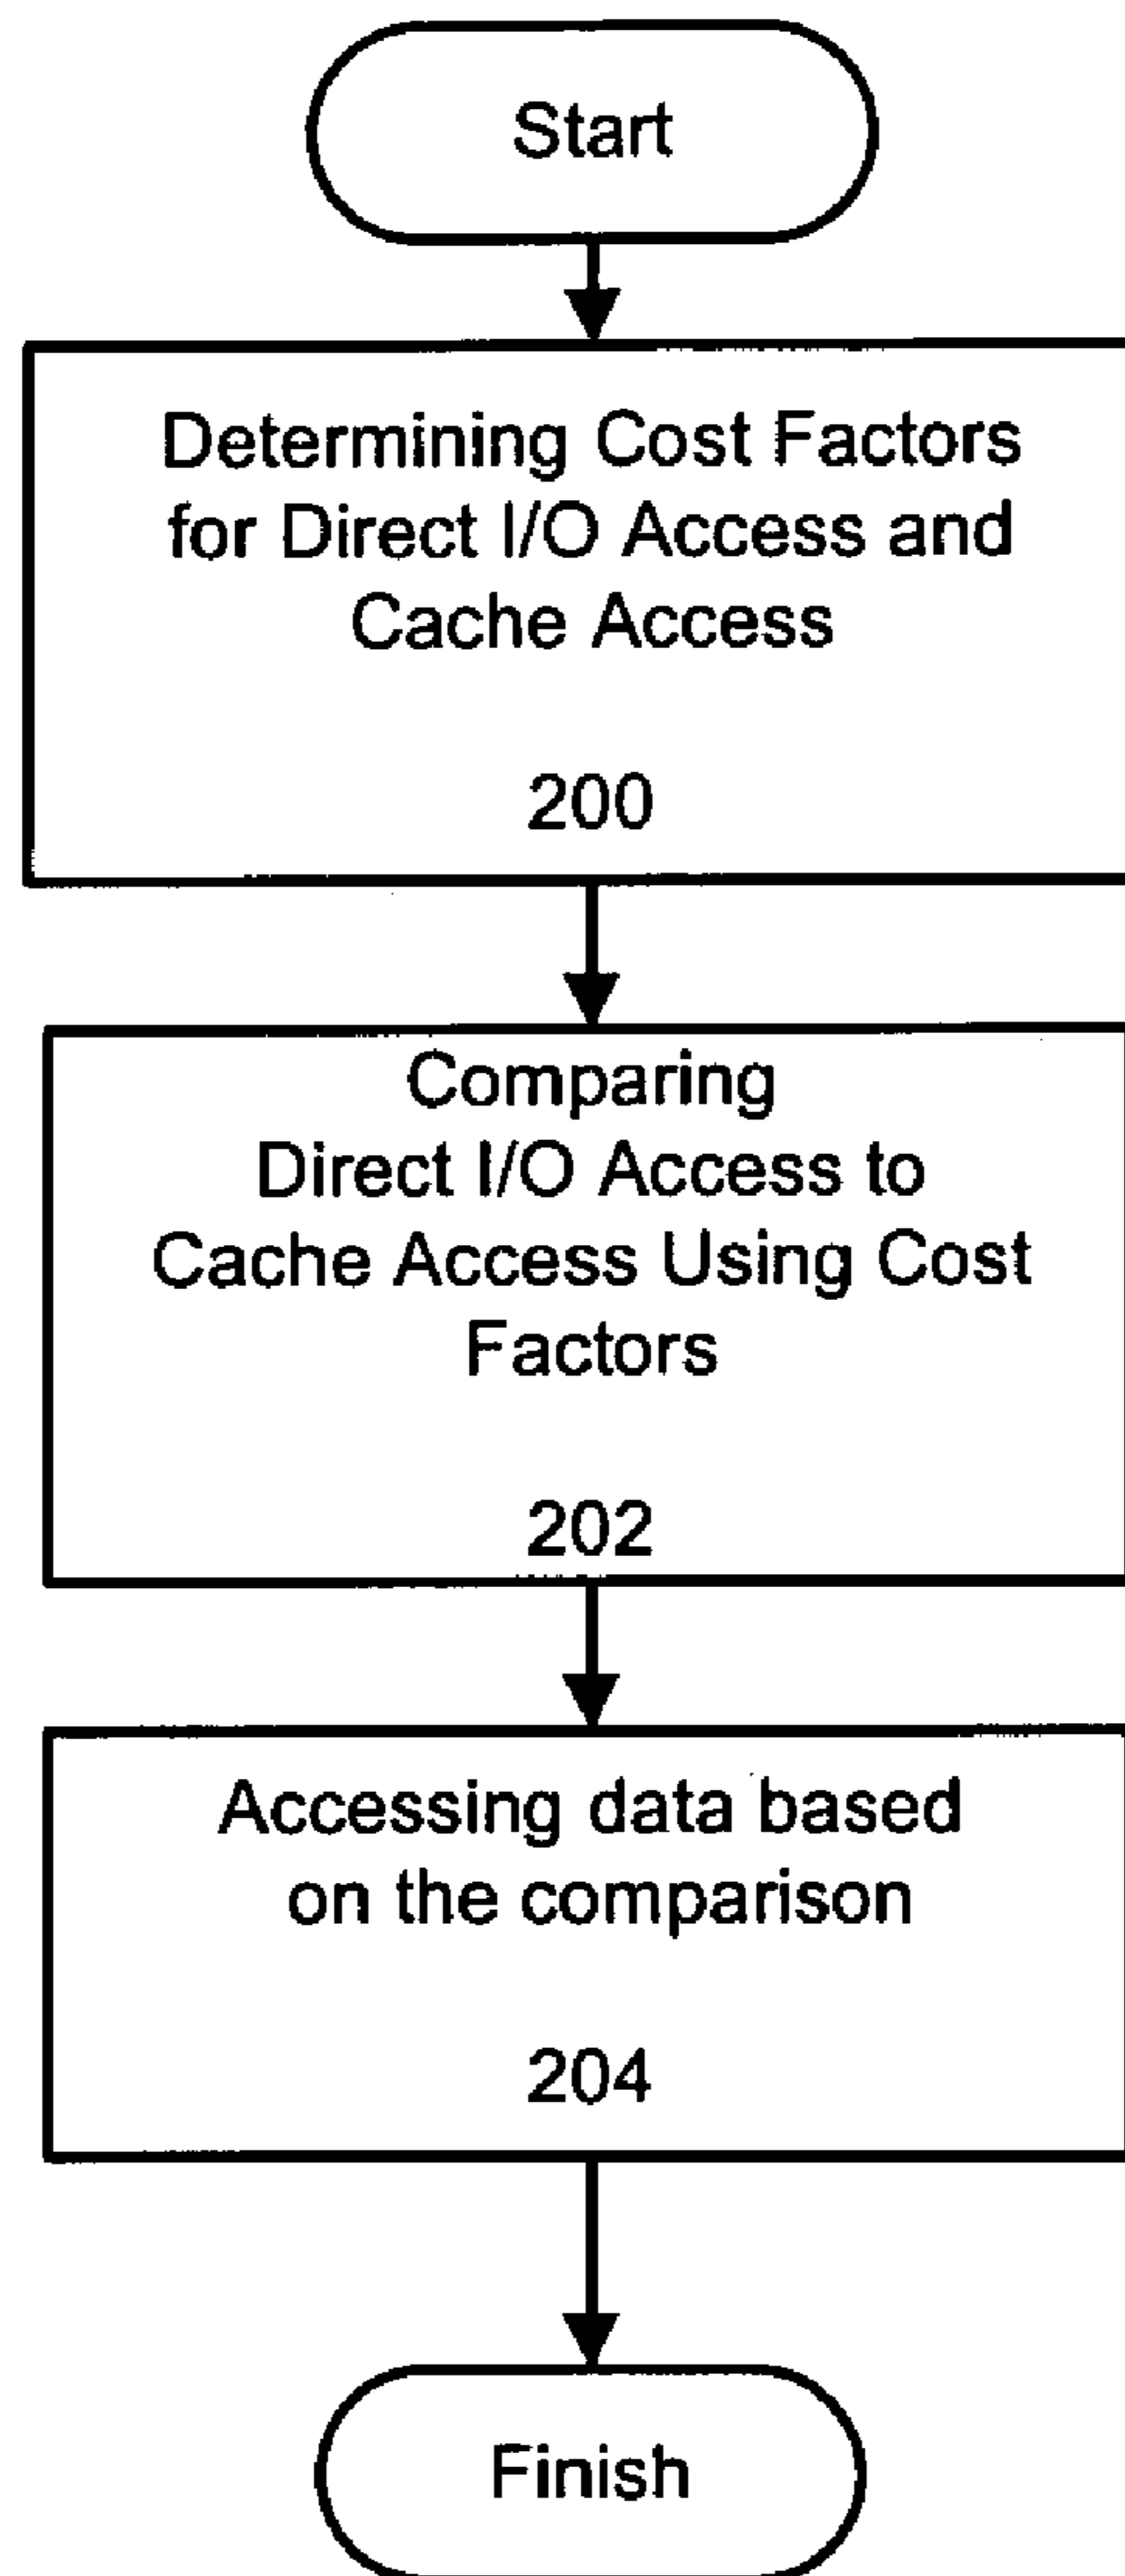 Start
Determining Cost Factors
for Direct I/O Access and
Cache Access
200
Comparing
Direct I/O Access to
Cache Access Using Cost
Factors
202
Accessing data based
on the comparison
204
Finish